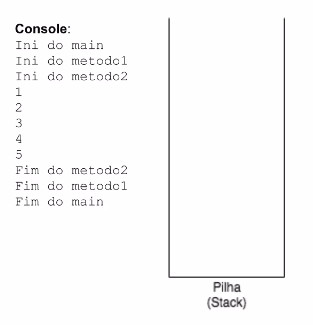 Console:
Ini do main
Ini do metodo1
Ini do metodo2
1
2
3
4
5
Fim do metodo2
Fim do metodo1
Fim do main
Pilha
(Stack)